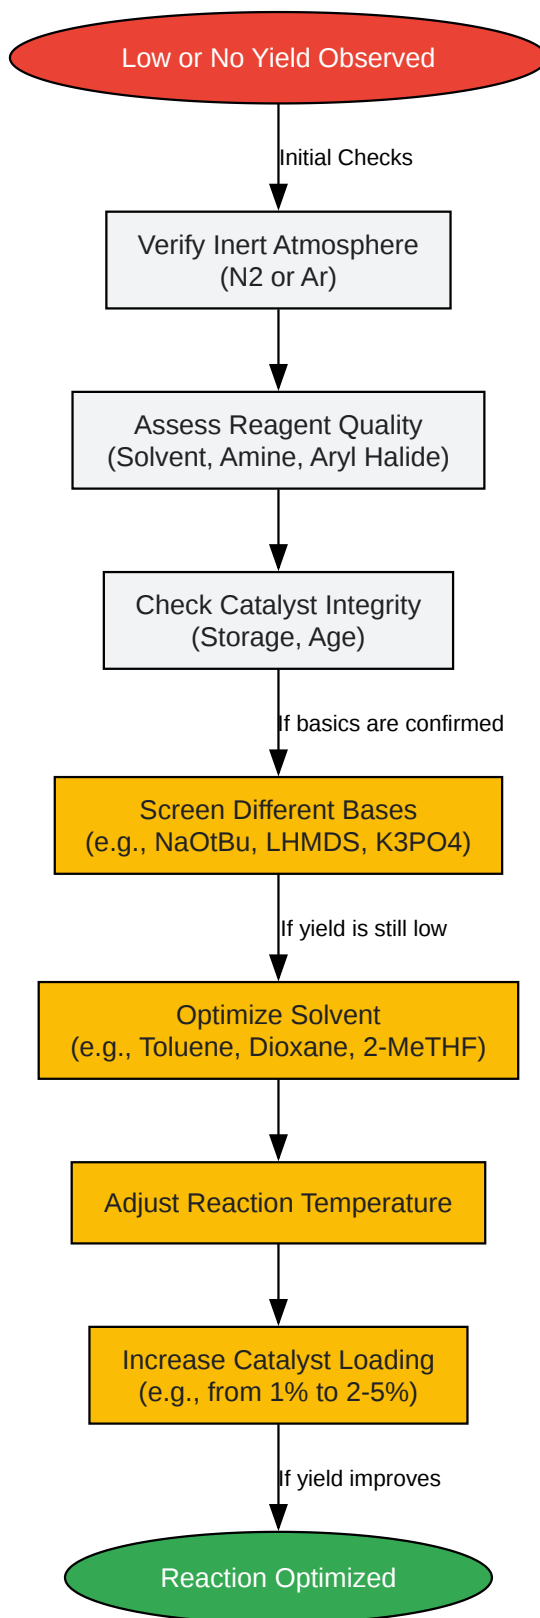 Low or No Yield Observed
Initial Checks
Verify Inert Atmosphere
(N2 or Ar)
Assess Reagent Quality
(Solvent, Amine, Aryl Halide)
Check Catalyst Integrity
(Storage, Age)
If basics are confirmed
Screen Different Bases
(e.g., NaOtBu, LHMDS, K3PO4)
If yield is still low
Optimize Solvent
(e.g., Toluene, Dioxane, 2-MeTHF)
Adjust Reaction Temperature
Increase Catalyst Loading
(e.g., from 1% to 2-5%)
If yield improves
Reaction Optimized